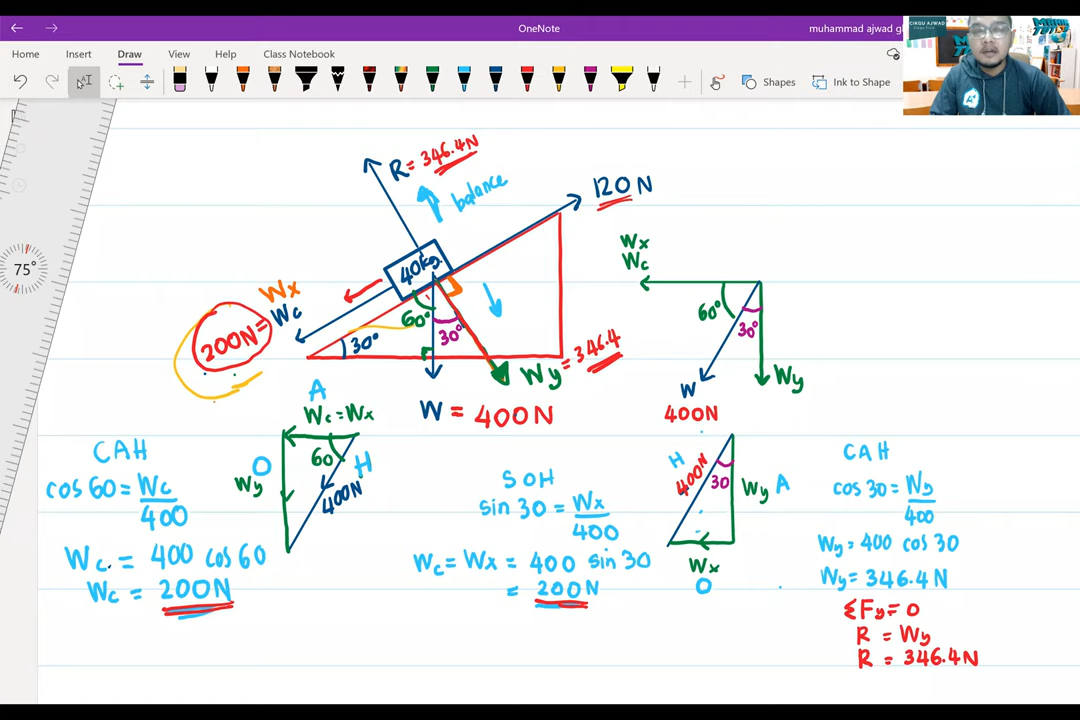 OneNote
muhammad ajwad g
CIKGU AJWAD
Home Insert Draw View Help Class Notebook
Shapes
Ink to Shape
75°
R = 346.4N
balance
120N
40kg
Wx
Wc
200N =
60°
30°
30°
Wy = 346.4
W = 400N
Wx
Wc
60°
30°
W
400N
Wy
A
Wc = Wx
O
60
H
Wy
400N
CAH
cos 60 = Wc
400
Wc = 400 cos 60
Wc = 200N
SOH
sin 30 = Wx
400
Wc = Wx = 400 sin 30
= 200N
H
400N
30
Wy A
Wx
O
CAH
cos 30 = Wy
400
Wy = 400 cos 30
Wy = 346.4 N
ΣFy = 0
R = Wy
R = 346.4N